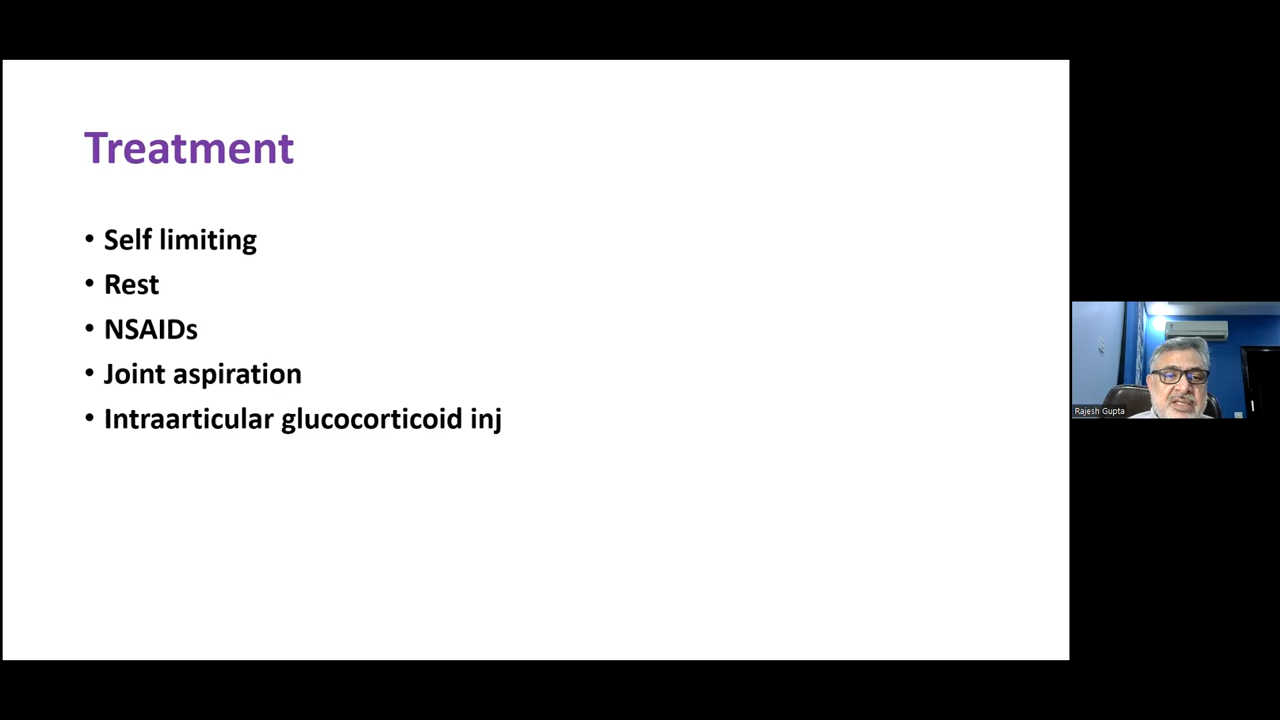 Treatment
• Self limiting
• Rest
• NSAIDs
• Joint aspiration
• Intraarticular glucocorticoid inj
Rajesh Gupta